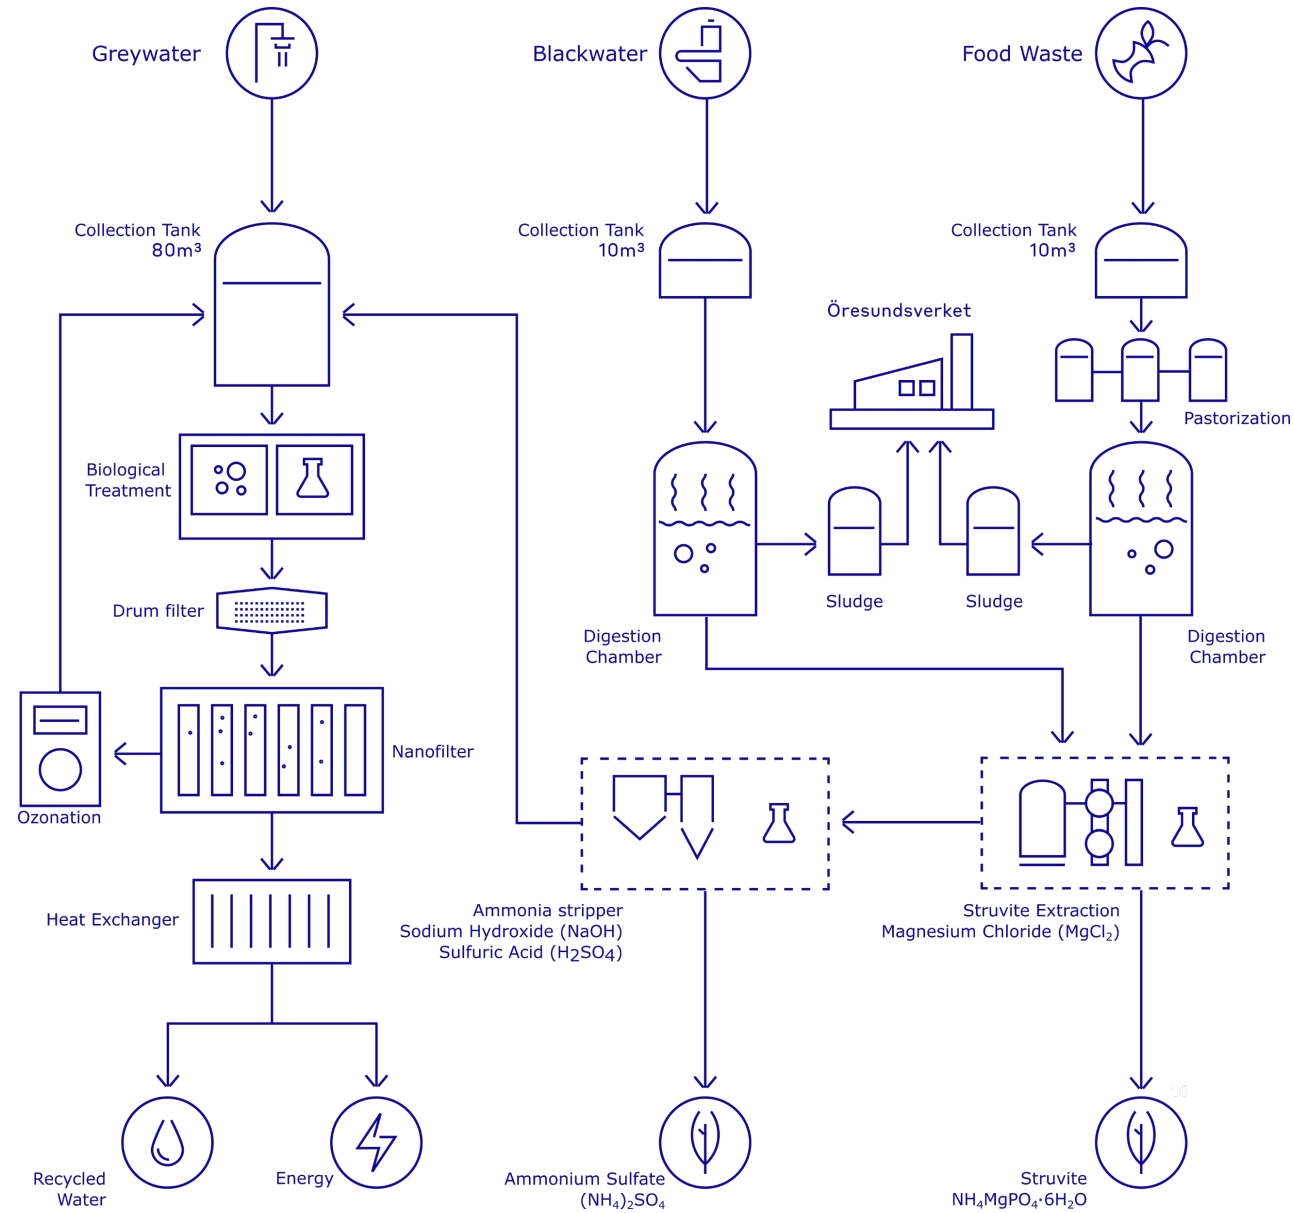 Greywater
Blackwater
Food Waste
Collection Tank
80m³
Collection Tank
10m³
Collection Tank
10m³
Öresundsverket
Pastorization
Biological
Treatment
Drum filter
Sludge
Sludge
Digestion
Chamber
Digestion
Chamber
Nanofilter
Ozonation
Heat Exchanger
Ammonia stripper
Sodium Hydroxide (NaOH)
Sulfuric Acid (H2SO4)
Struvite Extraction
Magnesium Chloride (MgCl₂)
16
Recycled
Water
Energy
Ammonium Sulfate
(NH₄)₂SO₄
Struvite
NH₄MgPO₄·6H₂O